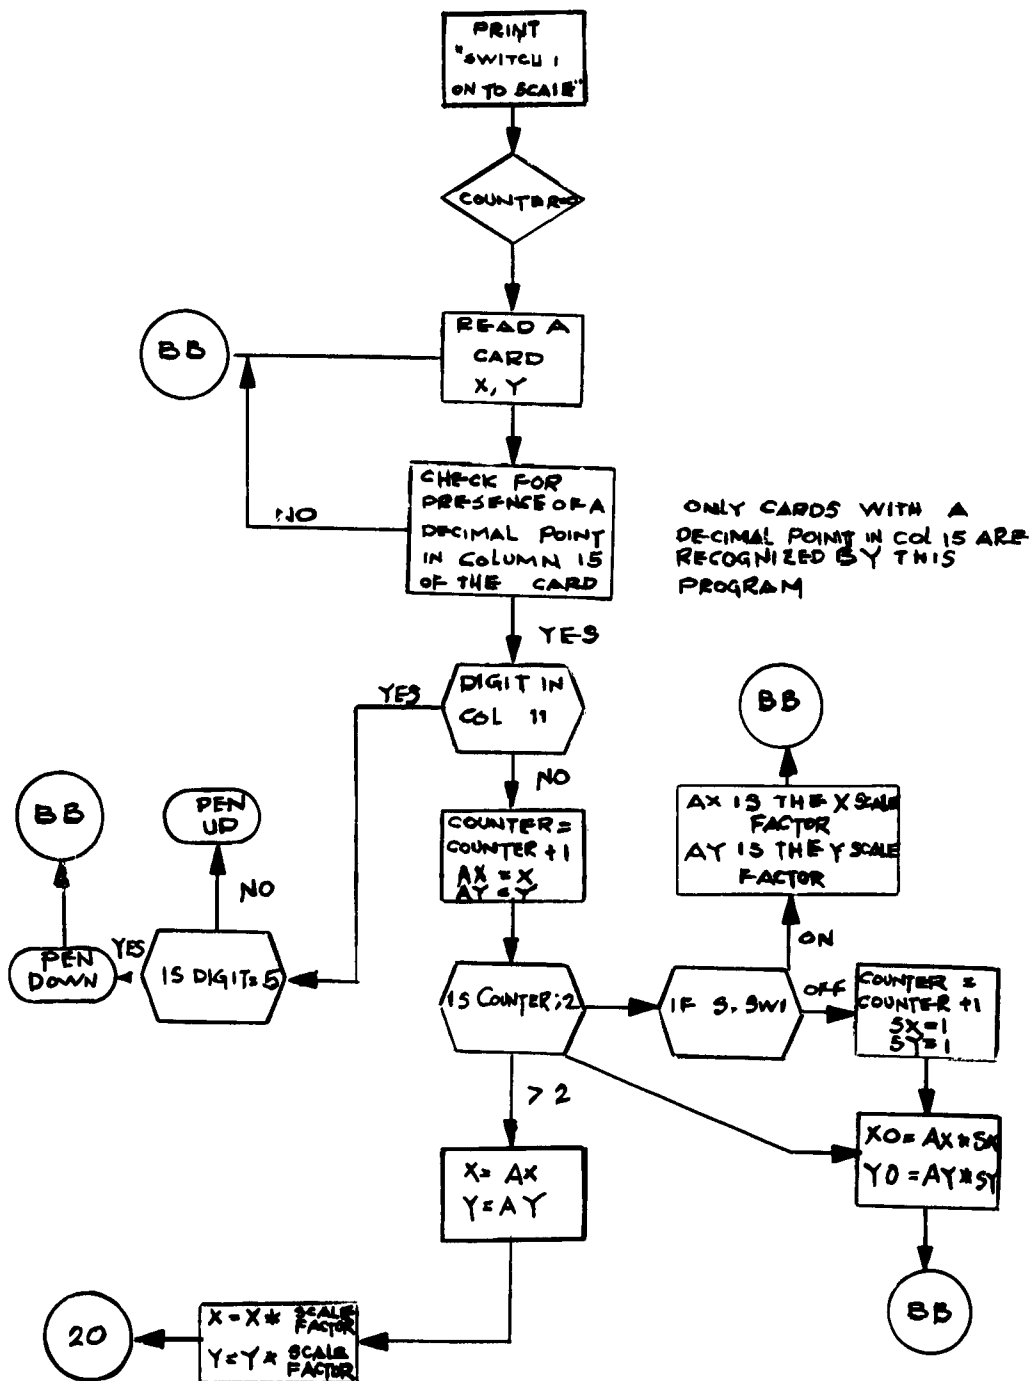 PRINT
"SWITCH 1
ON TO SCALE"
COUNTER=0
BB
READ A
CARD
X, Y
CHECK FOR
PRESENCE OF A
DECIMAL POINT
IN COLUMN 15
OF THE CARD
NO
ONLY CARDS WITH A
DECIMAL POINT IN COL 15 ARE
RECOGNIZED BY THIS
PROGRAM
YES
DIGIT IN
COL 11
YES
NO
BB
AX IS THE X SCALE
FACTOR
AY IS THE Y SCALE
FACTOR
BB
PEN
UP
NO
COUNTER =
COUNTER +1
AX = X
AY = Y
ON
PEN
DOWN
YES
IS DIGIT=5
IS COUNTER:2
IF S.SW1
OFF
COUNTER =
COUNTER +1
SX=1
SY=1
>2
X= AX
Y=AY
XO= AX*SX
YO=AY*SY
BB
20
X=X* SCALE
FACTOR
Y=Y* SCALE
FACTOR